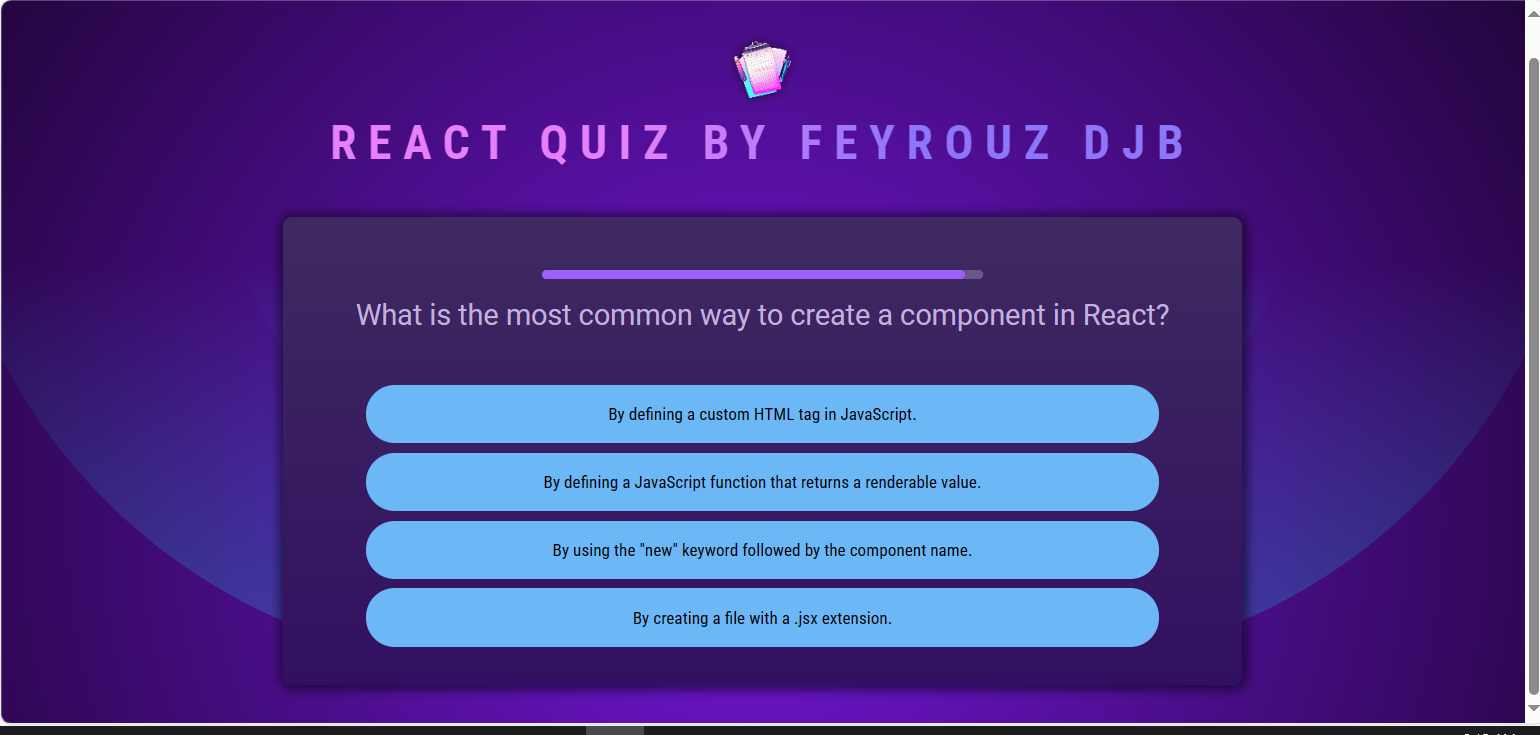 REACT QUIZ BY FEYROUZ DJB
What is the most common way to create a component in React?
By defining a custom HTML tag in JavaScript.
By defining a JavaScript function that returns a renderable value.
By using the "new" keyword followed by the component name.
By creating a file with a .jsx extension.